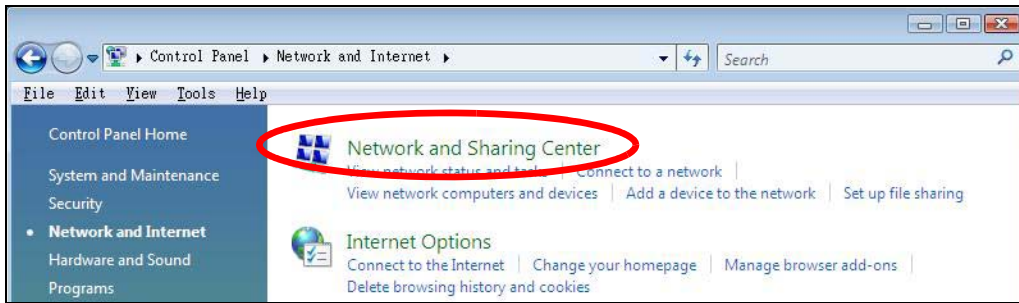 Control Panel Network and Internet Search
File Edit View Tools Help
Control Panel Home
System and Maintenance
Security
Network and Internet
Hardware and Sound
Programs
Network and Sharing Center
View network status and tasks Connect to a network
View network computers and devices Add a device to the network Set up file sharing
Internet Options
Connect to the Internet Change your homepage Manage browser add-ons
Delete browsing history and cookies